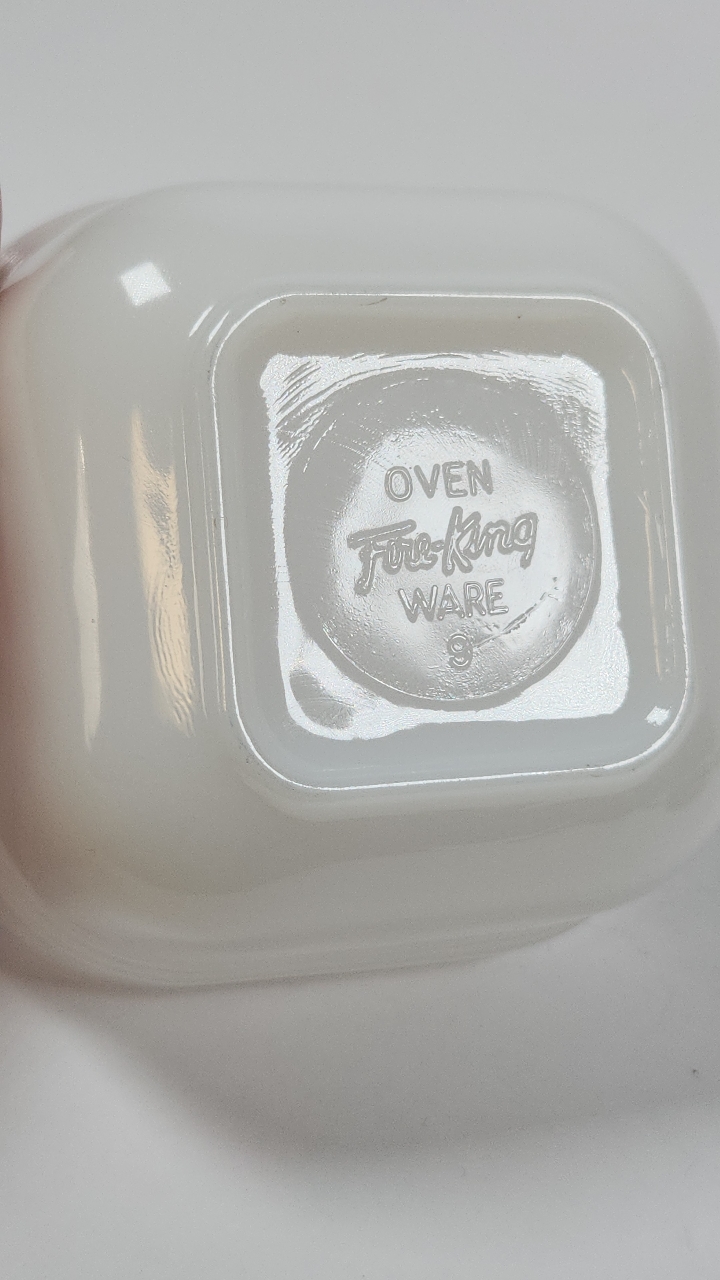 OVEN
Fire-King
WARE
9